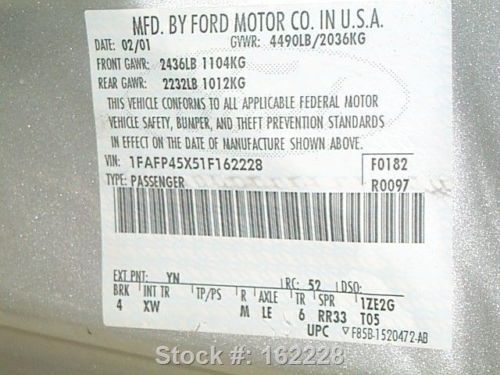 MFD. BY FORD MOTOR CO. IN U.S.A.
DATE: 02/01 GVWR: 4490LB/2036KG
FRONT GAWR: 2436LB 1104KG
REAR GAWR: 2232LB 1012KG
THIS VEHICLE CONFORMS TO ALL APPLICABLE FEDERAL MOTOR
VEHICLE SAFETY, BUMPER, AND THEFT PREVENTION STANDARDS
IN EFFECT ON THE DATE OF MANUFACTURE SHOWN ABOVE.
VIN: 1FAFP45X51F162228 F0182
TYPE: PASSENGER R0097
EXT PNT: YN RC: 52 DSO:
BRK INT TR TP/PS R AXLE TR SPR 1ZE2G
4 XW M LE 6 RR33 T05
UPC F85B-1520472-AB
Stock #: 162228